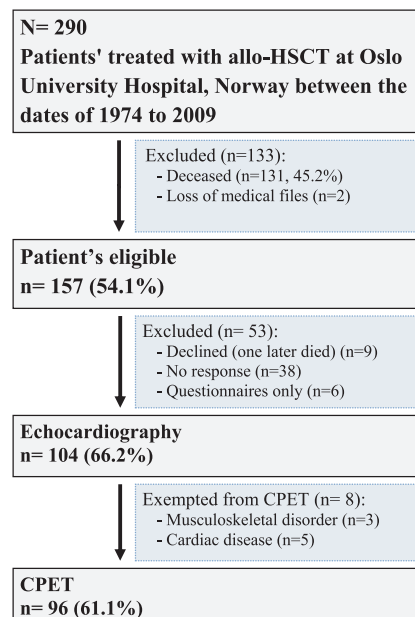 N= 290
Patients' treated with allo-HSCT at Oslo
University Hospital, Norway between the
dates of 1974 to 2009
Excluded (n=133):
- Deceased (n=131, 45.2%)
- Loss of medical files (n=2)
Patient’s eligible
n= 157 (54.1%)
Excluded (n= 53):
- Declined (one later died) (n=9)
- No response (n=38)
- Questionnaires only (n=6)
Echocardiography
n= 104 (66.2%)
Exempted from CPET (n= 8):
- Musculoskeletal disorder (n=3)
- Cardiac disease (n=5)
CPET
n= 96 (61.1%)